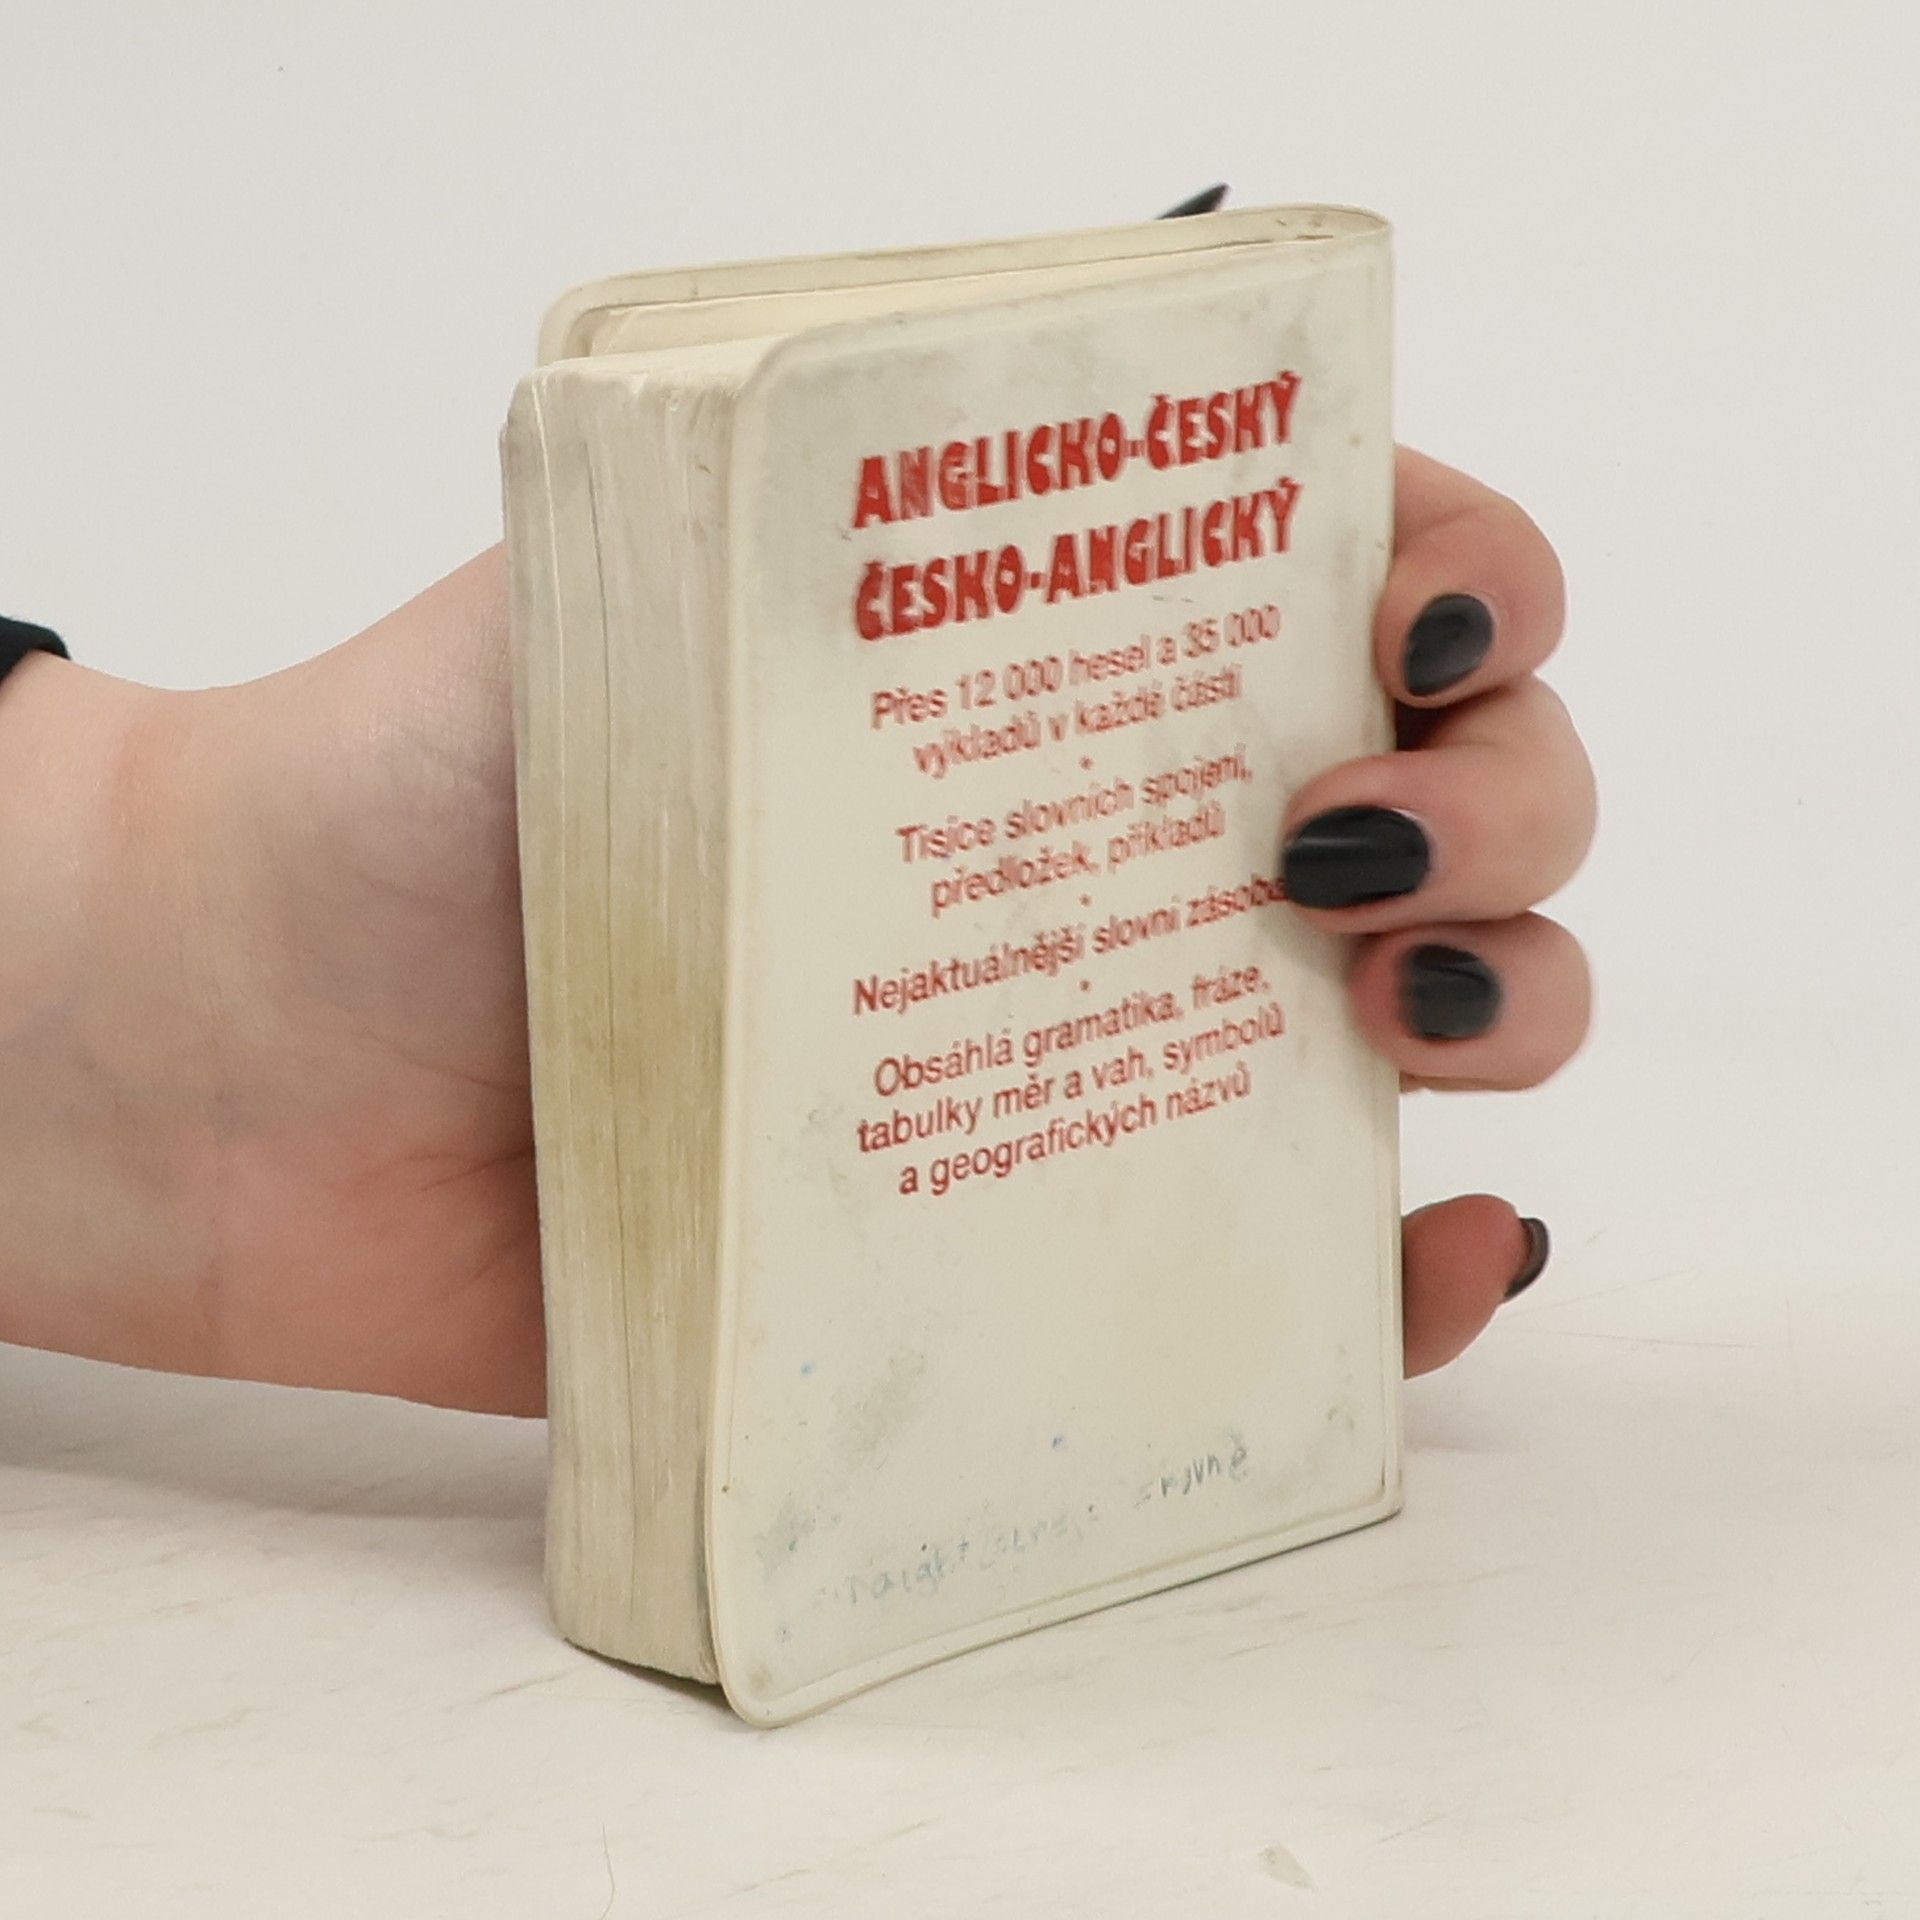 ANGLICKO-ČESKÝ
ČESKO-ANGLICKÝ
Přes 12 000 hesel a 35 000
výkladů v každé části
•
Tisíce slovních spojení,
předložek, příkladů
•
Nejaktuálnější slovní zásoba
•
Obsáhlá gramatika, fráze,
tabulky měr a vah, symbolů
a geografických názvů